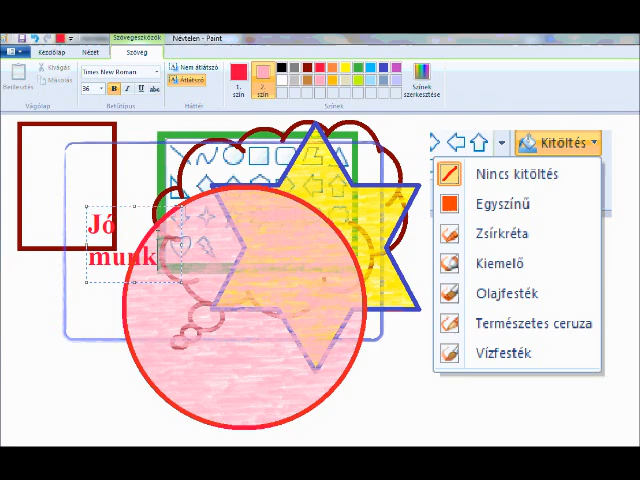 Szövegeszközök
Névtelen - Paint
Kezdőlap
Nézet
Szöveg
Beillesztés
Kivágás
Másolás
Vágólap
Times New Roman
36
B
I
U
abc
Betűtípus
Nem átlátszó
Átlátszó
Háttér
1.
szín
2.
szín
Színek
szerkesztése
Színek
Jó
munk
Kitöltés
Nincs kitöltés
Egyszínű
Zsírkréta
Kiemelő
Olajfesték
Természetes ceruza
Vízfesték